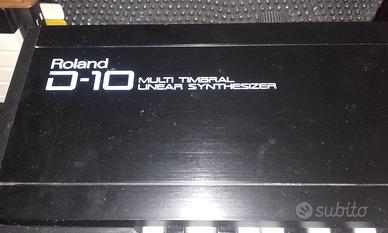 Roland
D-10 MULTI TIMBRAL
LINEAR SYNTHESIZER
subito